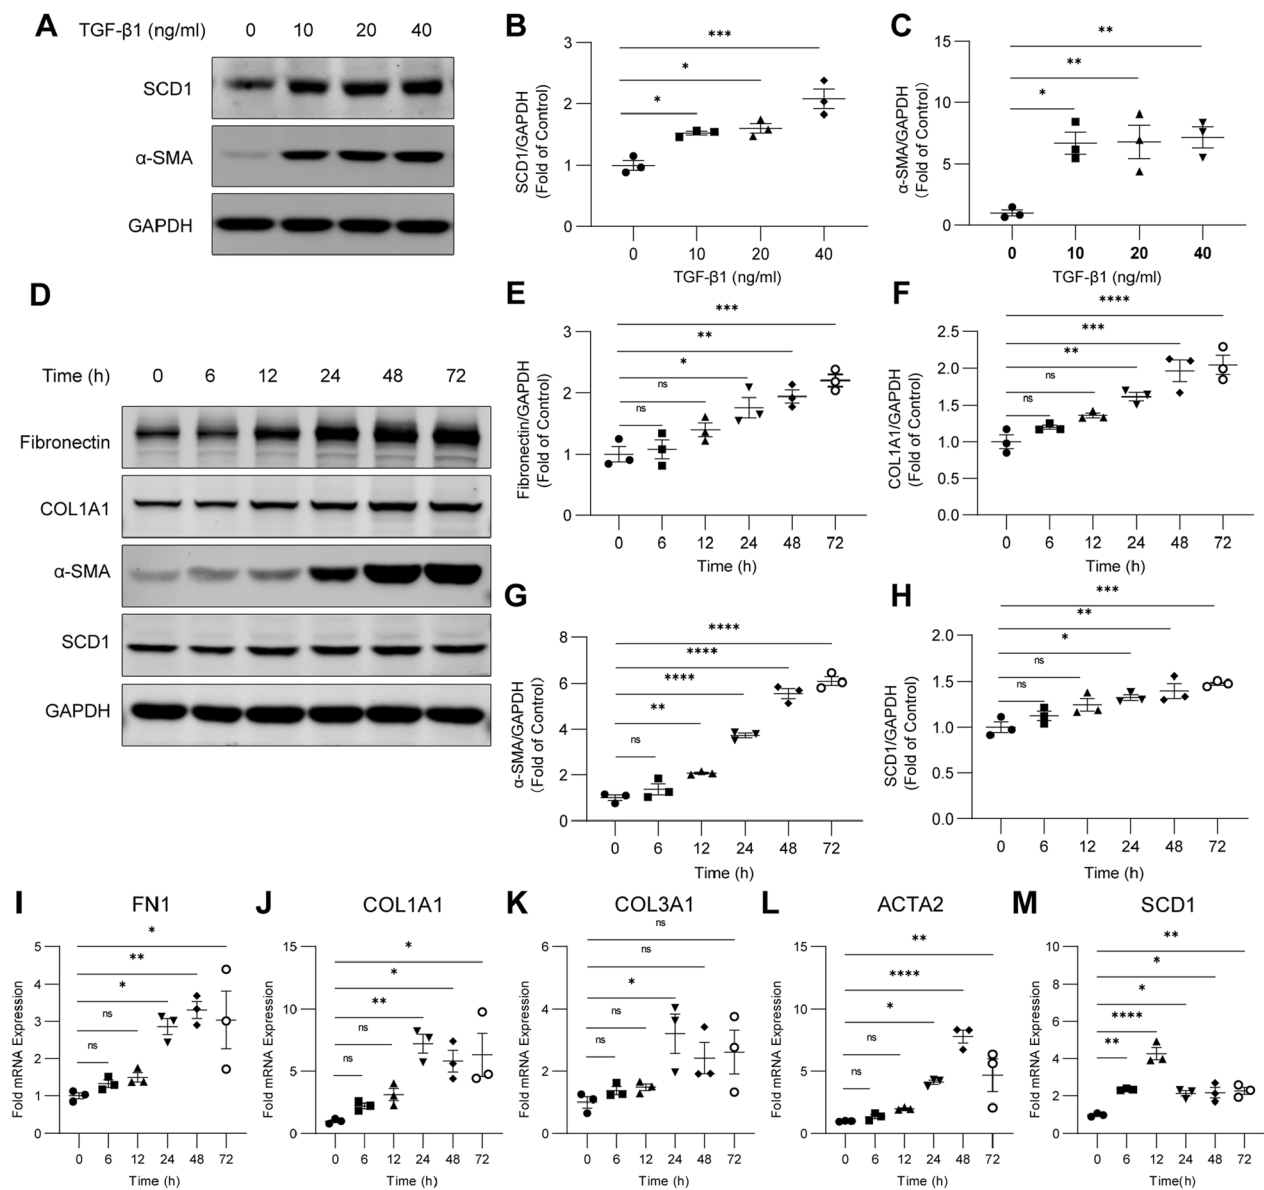 A
TGF-β1 (ng/ml) 0 10 20 40
SCD1
α-SMA
GAPDH
B
SCD1/GAPDH
(Fold of Control)
3
2
1
0
*
*
***
0 10 20 40
TGF-β1 (ng/ml)
C
α-SMA/GAPDH
(Fold of Control)
15
10
5
0
*
**
**
0 10 20 40
TGF-β1 (ng/ml)
D
Time (h) 0 6 12 24 48 72
Fibronectin
COL1A1
α-SMA
SCD1
GAPDH
E
Fibronectin/GAPDH
(Fold of Control)
3
2
1
0
***
**
*
ns
ns
0 6 12 24 48 72
Time (h)
F
COL1A1/GAPDH
(Fold of Control)
2.5
2.0
1.5
1.0
0.5
0.0
****
***
**
ns
ns
0 6 12 24 48 72
Time (h)
G
α-SMA/GAPDH
(Fold of Control)
8
6
4
2
0
****
****
****
**
ns
0 6 12 24 48 72
Time (h)
H
SCD1/GAPDH
(Fold of Control)
2.0
1.5
1.0
0.5
0.0
***
**
*
ns
ns
0 6 12 24 48 72
Time (h)
I
FN1
Fold mRNA Expression
5
4
3
2
1
0
*
**
*
ns
ns
0 6 12 24 48 72
Time (h)
J
COL1A1
Fold mRNA Expression
15
10
5
0
*
*
**
ns
ns
0 6 12 24 48 72
Time (h)
K
COL3A1
Fold mRNA Expression
6
4
2
0
ns
ns
*
ns
ns
0 6 12 24 48 72
Time (h)
L
ACTA2
Fold mRNA Expression
15
10
5
0
**
****
*
ns
ns
0 6 12 24 48 72
Time (h)
M
SCD1
Fold mRNA Expression
10
8
6
4
2
0
**
*
*
****
**
0 6 12 24 48 72
Time(h)